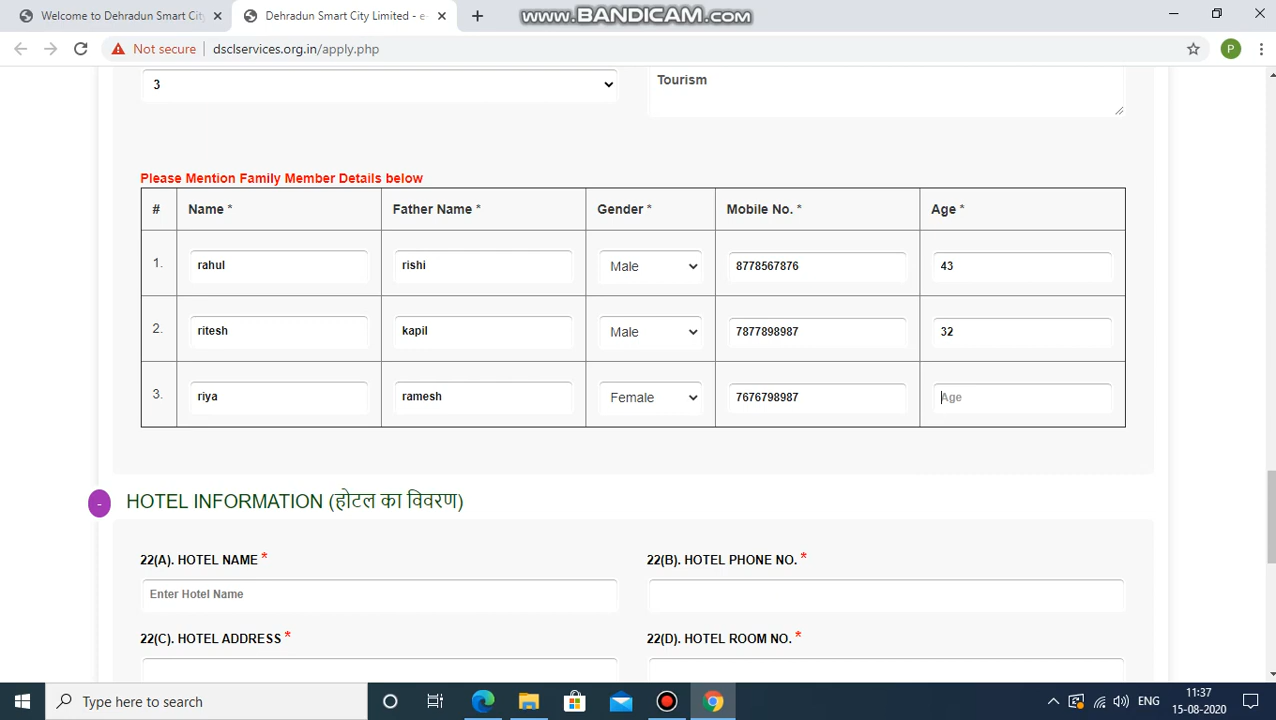 Welcome to Dehradun Smart City
Dehradun Smart City Limited - e-
www.BANDICAM.com
Not secure
dsclservices.org.in/apply.php
P
3
Tourism
Please Mention Family Member Details below
# Name * Father Name * Gender * Mobile No. * Age *
1. rahul rishi Male 8778567876 43
2. ritesh kapil Male 7877898987 32
3. riya ramesh Female 7676798987 Age
- HOTEL INFORMATION (होटल का विवरण)
22(A). HOTEL NAME * 22(B). HOTEL PHONE NO. *
Enter Hotel Name
22(C). HOTEL ADDRESS * 22(D). HOTEL ROOM NO. *
Type here to search
ENG
11:37
15-08-2020